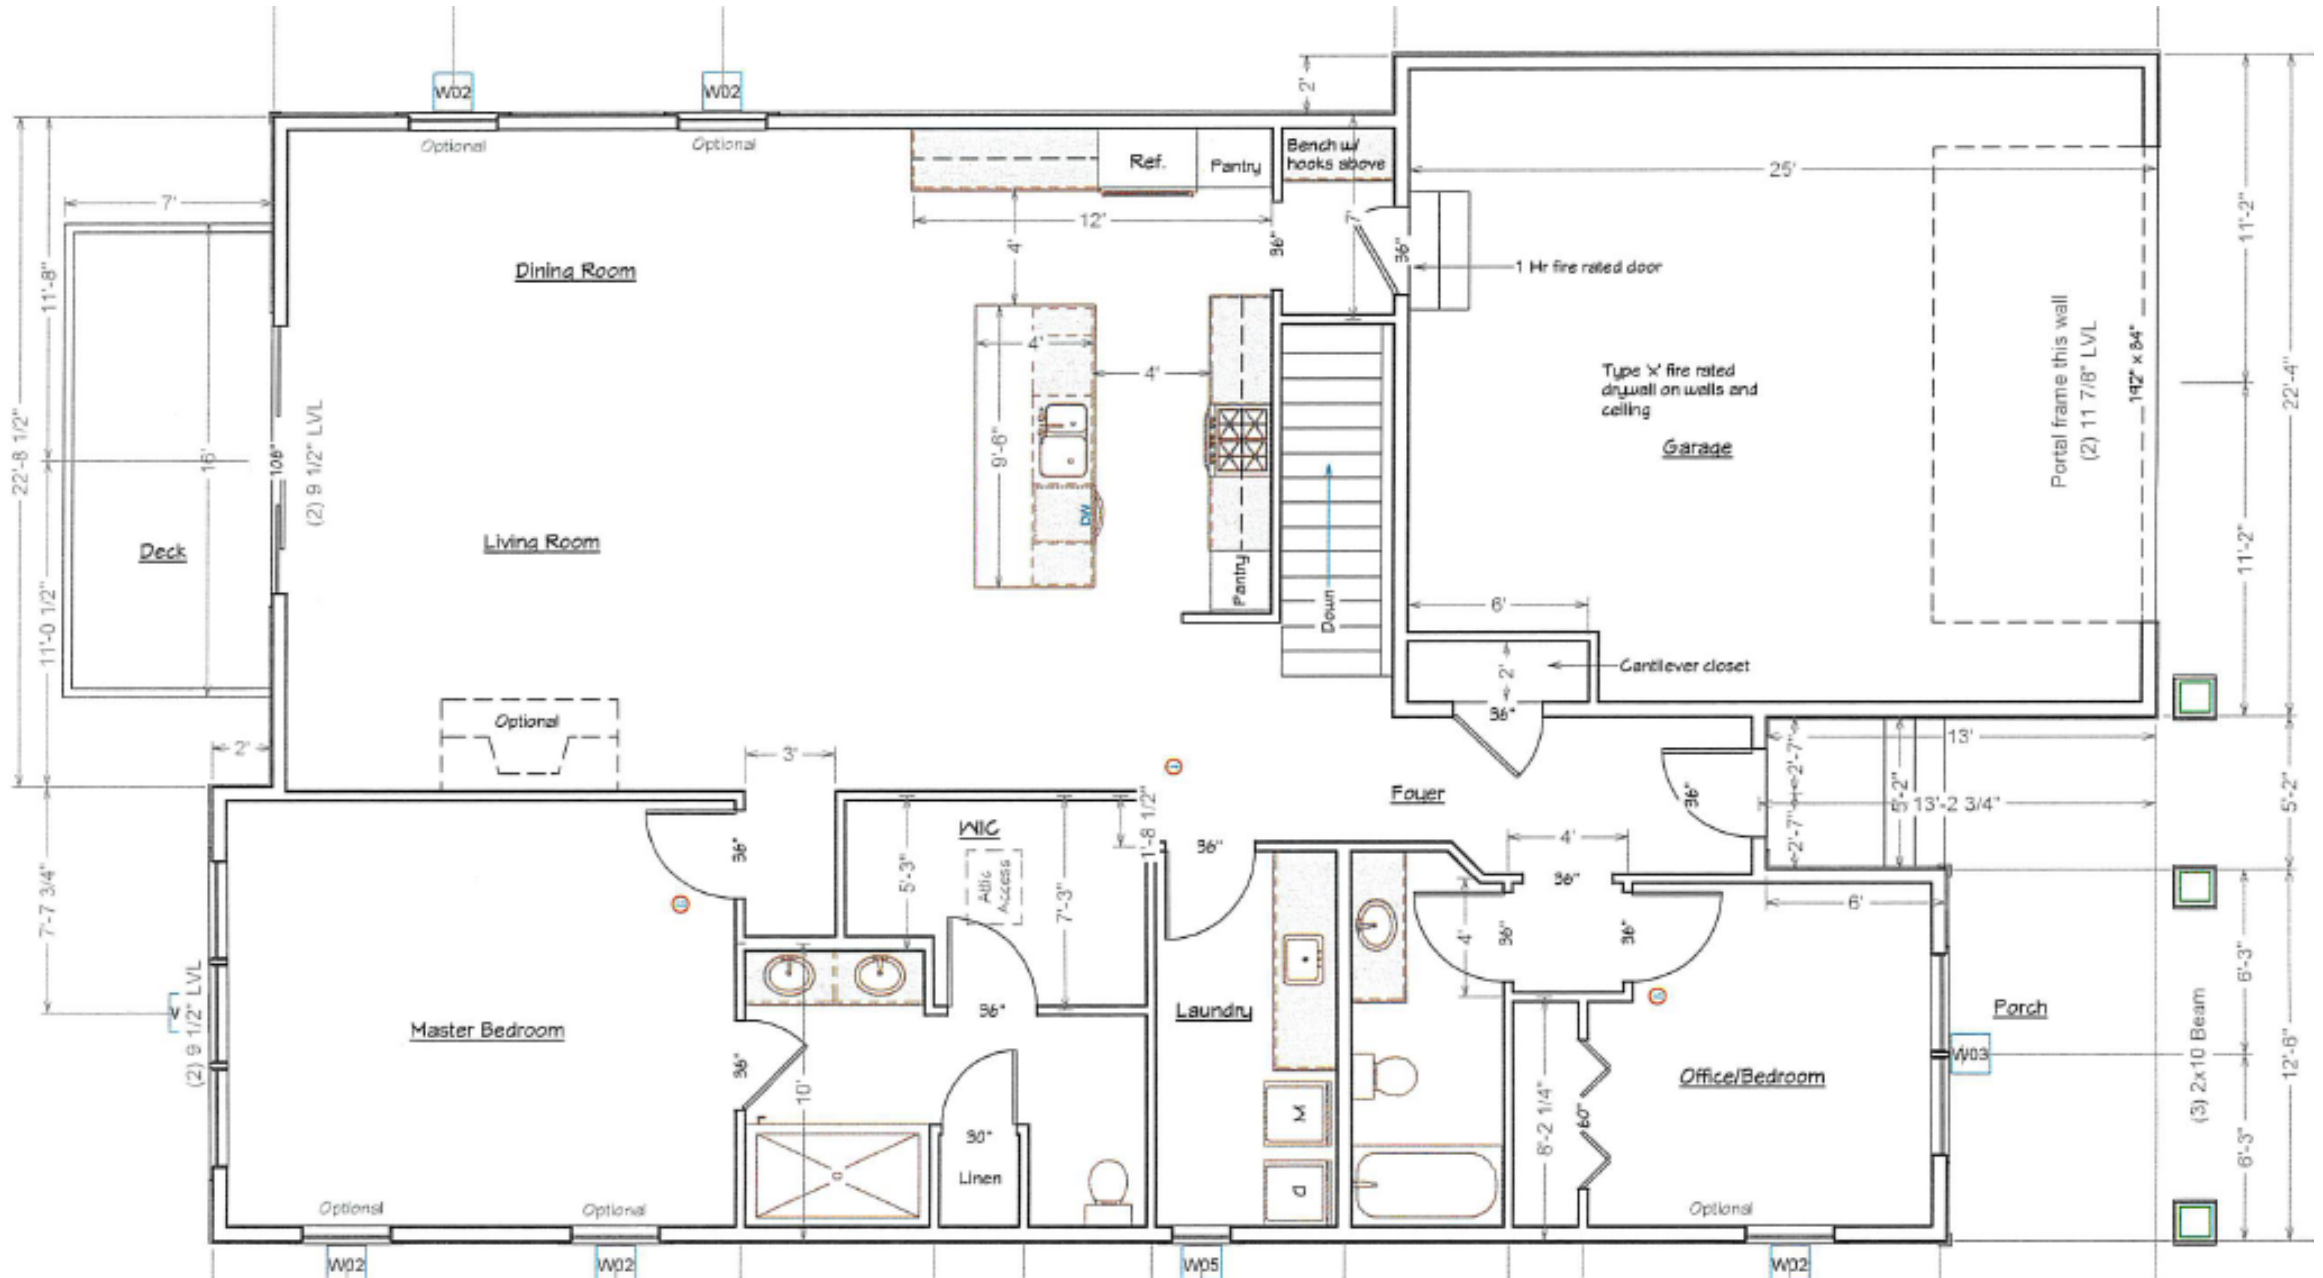 W02
W02
Optional
Optional
2'
Ref.
Pantry
Bench w/
hooks above
25'
7'
12'
4'
36"
7'
36"
1 Hr fire rated door
11'-2"
22'-4"
22'-8 1/2"
11'-8"
Dining Room
16'
108"
(2) 9 1/2" LVL
4'
4'
9'-6"
DW
Type 'x' fire rated
drywall on walls and
ceiling
Garage
Portal frame this wall
(2) 11 7/8" LVL
192" x 84"
Deck
Living Room
Pantry
Down
11'-2"
11'-0 1/2"
6'
2'
Cantilever closet
Optional
2'
3'
36"
13'
Foyer
36"
2'-7"
2'-7"
5'-2"
13'-2 3/4"
5'-2"
7'-7 3/4"
36"
WIC
5'-3"
Attic
Access
7'-3"
1'-8 1/2"
36"
4'
36"
6'
4'
36"
36"
6'-3"
(2) 9 1/2" LVL
Master Bedroom
36"
10'
36"
Laundry
Porch
W03
Office/Bedroom
(3) 2x10 Beam
12'-6"
6'-3"
30"
Linen
W
D
8'-2 1/4"
60"
Optional
Optional
Optional
W02
W02
W05
W02